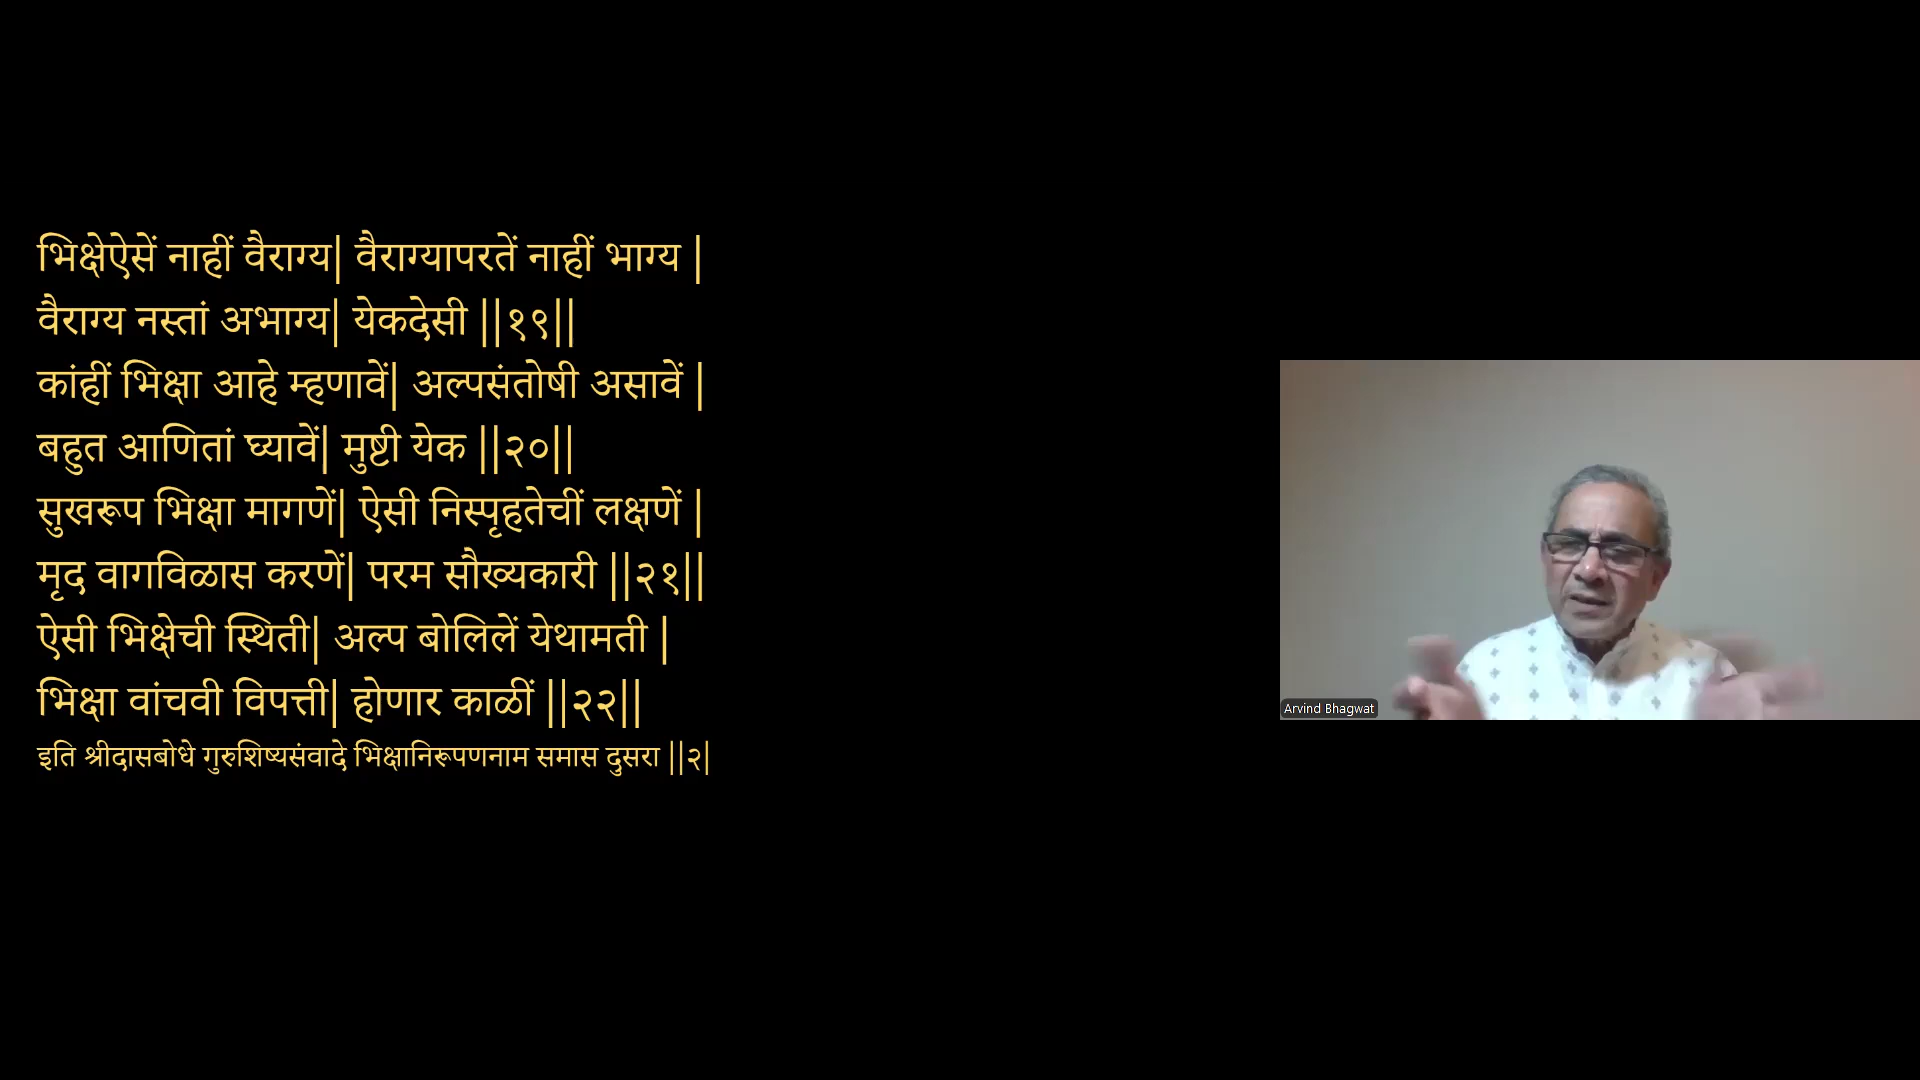 भिक्षेऐसें नाहीं वैराग्य| वैराग्यापरतें नाहीं भाग्य |
वैराग्य नस्तां अभाग्य| येकदेसी ||१९||
कांहीं भिक्षा आहे म्हणावें| अल्पसंतोषी असावें |
बहुत आणितां घ्यावें| मुष्टी येक ||२०||
सुखरूप भिक्षा मागणें| ऐसी निस्पृहतेचीं लक्षणें |
मृद वागविळास करणें| परम सौख्यकारी ||२१||
ऐसी भिक्षेची स्थिती| अल्प बोलिलें येथामती |
भिक्षा वांचवी विपत्ती| होणार काळीं ||२२||
इति श्रीदासबोधे गुरुशिष्यसंवादे भिक्षानिरूपणनाम समास दुसरा ||२|
Arvind Bhagwat